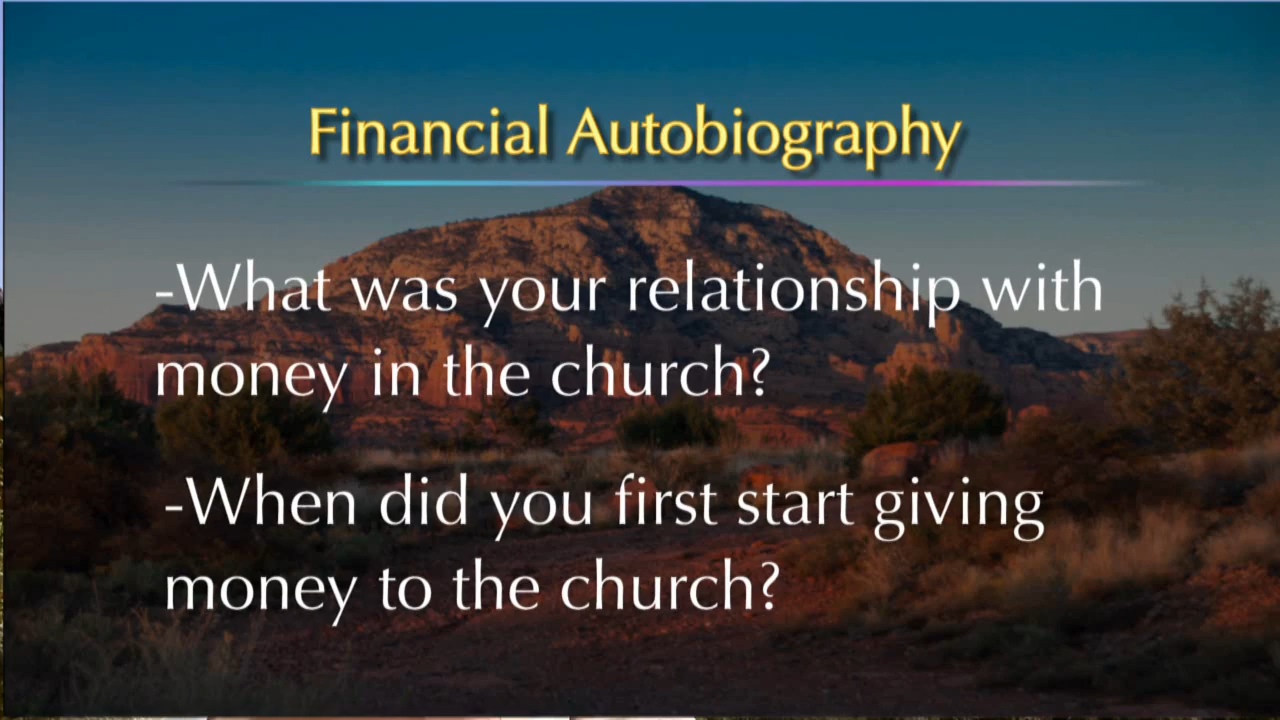 Financial Autobiography
-What was your relationship with
money in the church?
-When did you first start giving
money to the church?